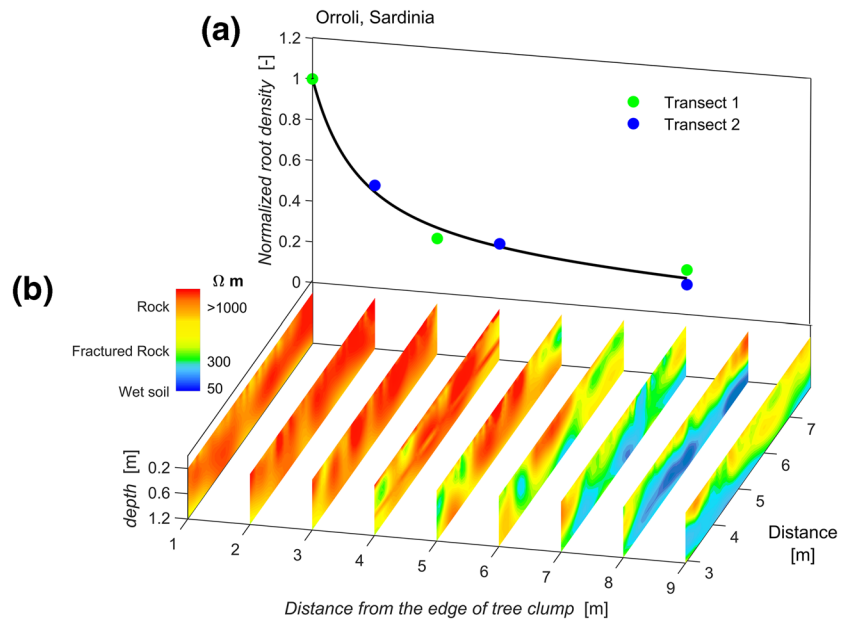 Orroli, Sardinia
(a)
1.2
1
0.8
0.6
0.4
0.2
0
Normalized root density [-]
Transect 1
Transect 2
(b)
Ω m
Rock
>1000
Fractured Rock
300
Wet soil
50
depth [m]
0.2
0.6
1.2
1
2
3
4
5
6
7
8
9
Distance from the edge of tree clump [m]
3
4
5
6
7
Distance
[m]